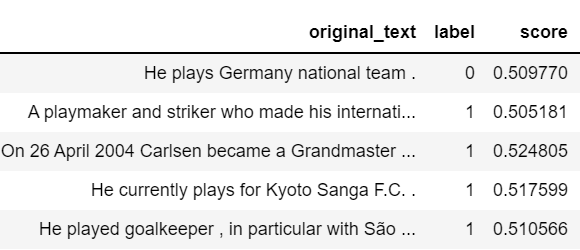 original_text label score
He plays Germany national team . 0 0.509770
A playmaker and striker who made his internati... 1 0.505181
On 26 April 2004 Carlsen became a Grandmaster ... 1 0.524805
He currently plays for Kyoto Sanga F.C. . 1 0.517599
He played goalkeeper , in particular with São ... 1 0.510566